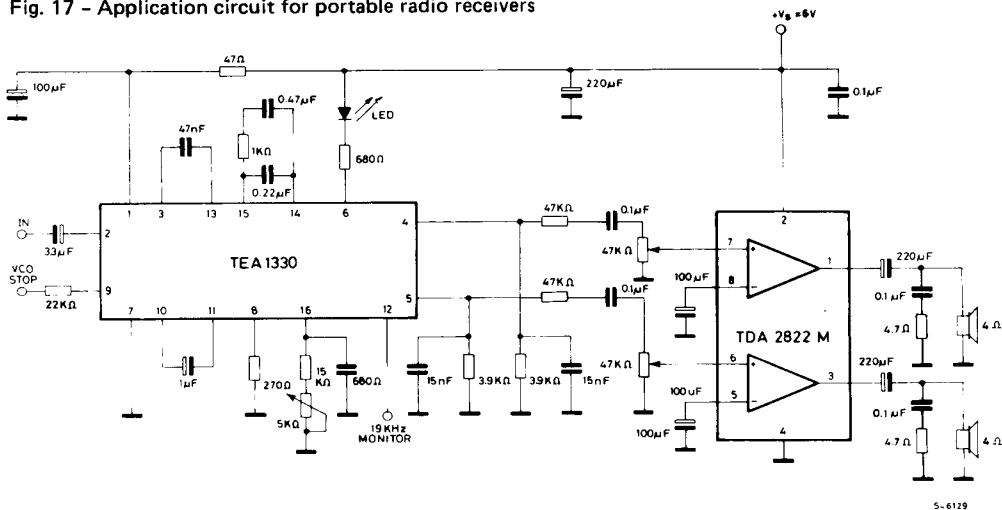 Fig. 17 - Application circuit for portable radio receivers
+Vs =6V
47Ω
100µF
0.47µF
LED
220µF
0.1µF
47nF
1KΩ
680Ω
0.22µF
1
3
13
15
14
6
IN
33µF
2
TEA1330
4
47KΩ
0.1µF
47KΩ
2
7
1
220µF
VCO
STOP
22KΩ
9
5
47KΩ
0.1µF
100µF
8
0.1µF
4.7Ω
4Ω
7
10
11
8
16
12
TDA 2822 M
1µF
270Ω
15
KΩ
680Ω
15nF
3.9KΩ
3.9KΩ
15nF
47KΩ
6
3
220µF
5KΩ
19KHz
MONITOR
100uF
100µF
5
4
0.1µF
4.7Ω
4Ω
S-6129